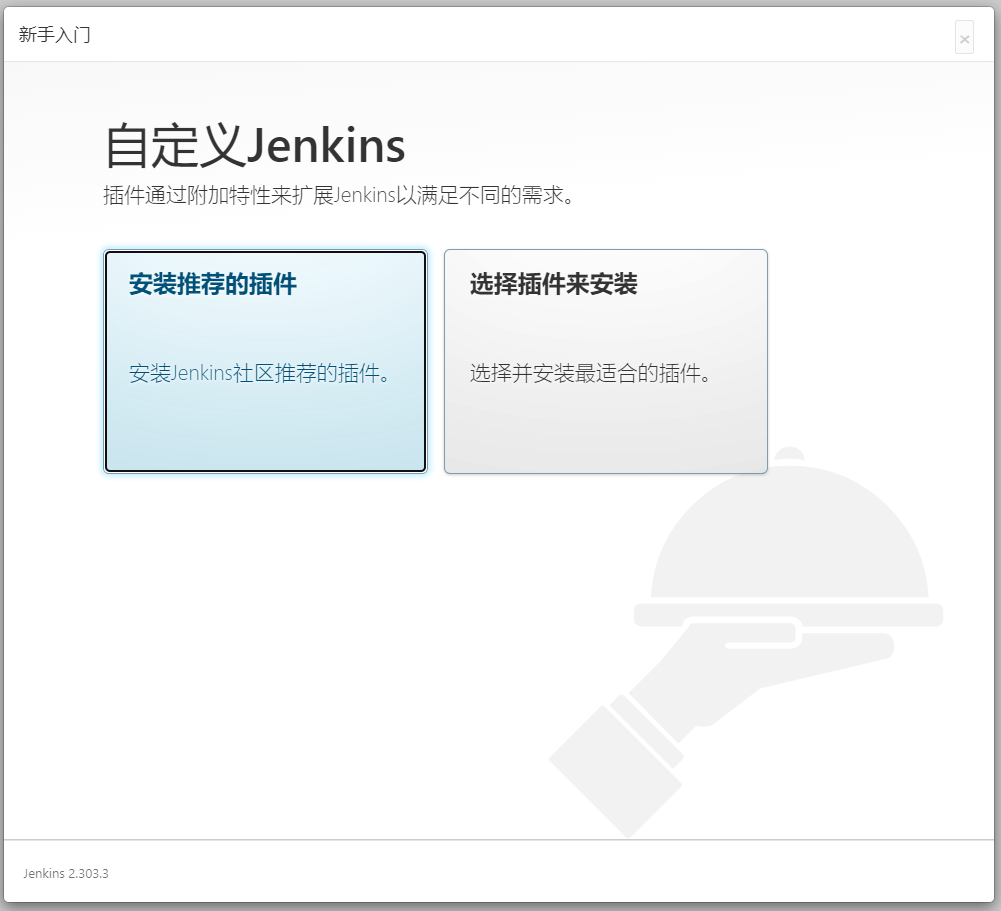 新手入门
×
自定义Jenkins
插件通过附加特性来扩展Jenkins以满足不同的需求。
安装推荐的插件
安装Jenkins社区推荐的插件。
选择插件来安装
选择并安装最适合的插件。
Jenkins 2.303.3